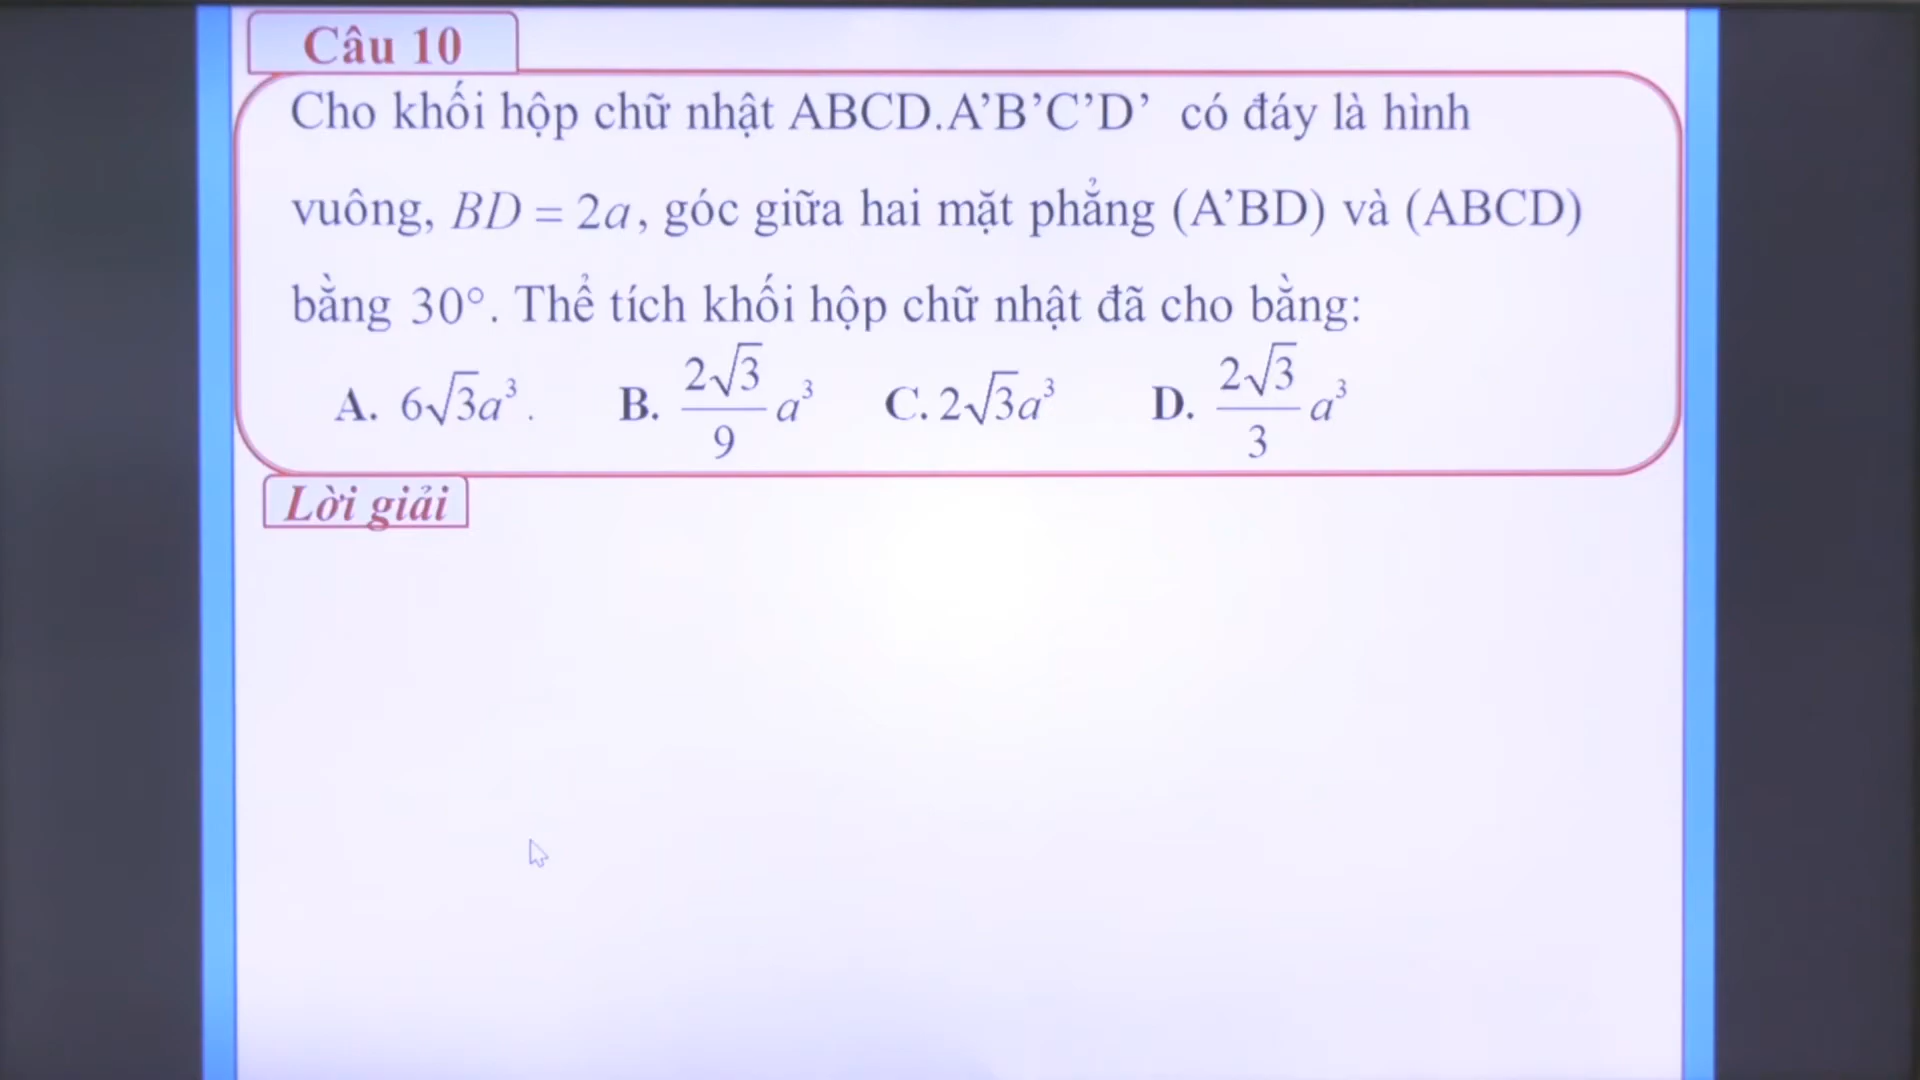 Câu 10
Cho khối hộp chữ nhật ABCD.A’B’C’D’ có đáy là hình
vuông, BD = 2a, góc giữa hai mặt phẳng (A’BD) và (ABCD)
bằng 30°. Thể tích khối hộp chữ nhật đã cho bằng:
A. 6√3a³. B. 2√3/9 a³ C. 2√3a³ D. 2√3/3 a³
Lời giải